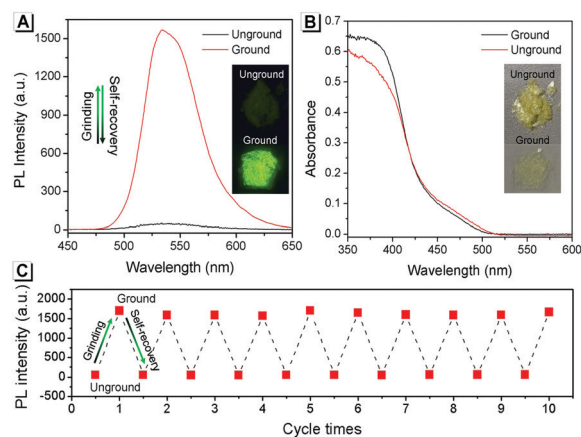 A
PL Intensity (a.u.)
1500
1200
900
600
300
0
450 500 550 600 650
Wavelength (nm)
Unground
Ground
Grinding
Self-recovery
Unground
Ground
B
Absorbance
0.8
0.7
0.6
0.5
0.4
0.3
0.2
0.1
0.0
350 400 450 500 550 600
Wavelength (nm)
Ground
Unground
Unground
Ground
C
PL intensity (a.u.)
2000
1500
1000
500
0
-500
0 1 2 3 4 5 6 7 8 9 10
Cycle times
Ground
Grinding
Self-recovery
Unground